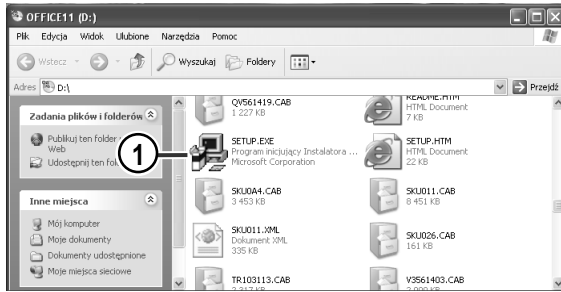 OFFICE11 (D:)
Plik Edycja Widok Ulubione Narzędzia Pomoc
Wstecz Wyszukaj Foldery
Adres D:\ Przejdź
Zadania plików i folderów
Publikuj ten folder
Web
Udostępnij ten
Inne miejsca
Mój komputer
Moje dokumenty
Dokumenty udostępnione
Moje miejsca sieciowe
1
QV561419.CAB
1 227 KB
README.HTM
HTML Document
7 KB
SETUP.EXE
Program inicjujący Instalatora ...
Microsoft Corporation
SETUP.HTM
HTML Document
22 KB
SKU0A4.CAB
3 453 KB
SKU011.CAB
8 451 KB
SKU011.XML
Dokument XML
335 KB
SKU026.CAB
161 KB
TR103113.CAB
2 317 KB
V3561403.CAB